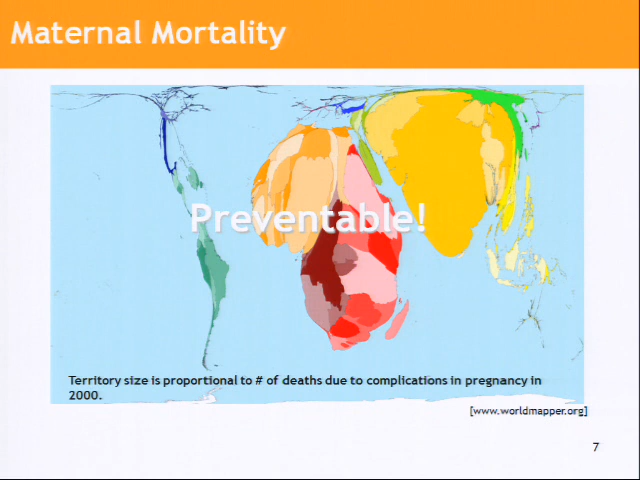 Maternal Mortality
Preventable!
Territory size is proportional to # of deaths due to complications in pregnancy in
2000.
[www.worldmapper.org]
7